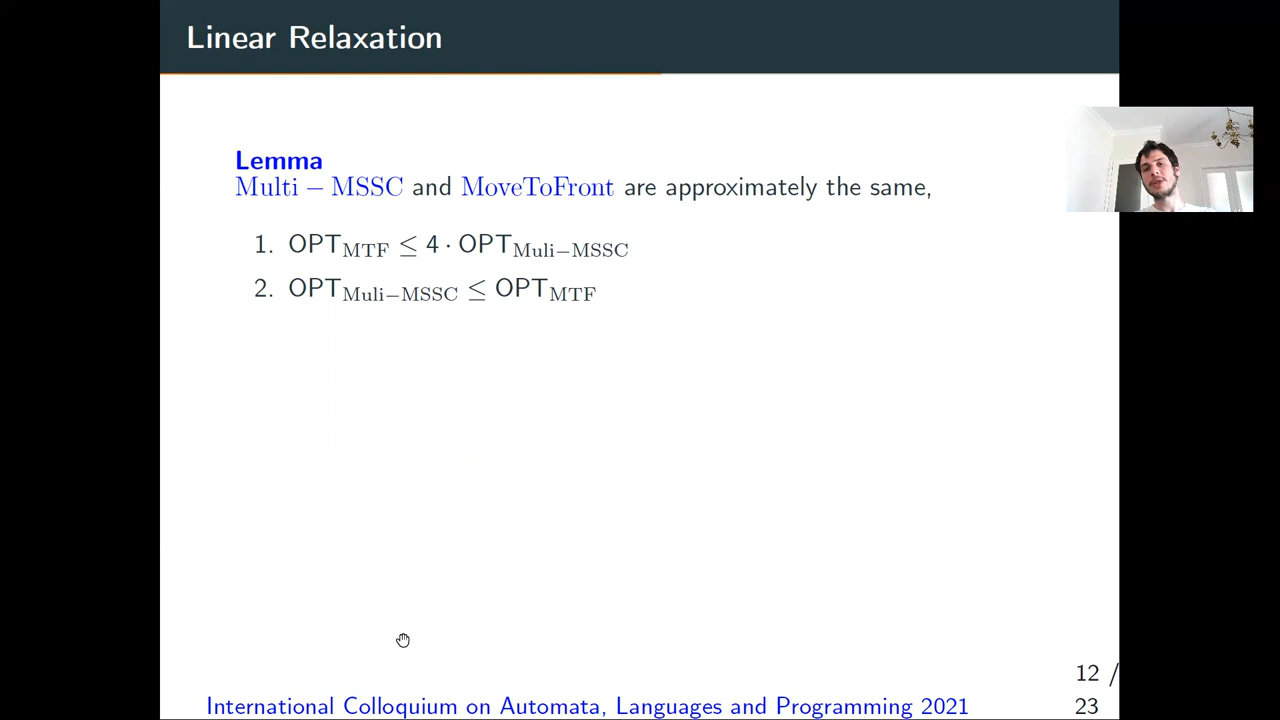 Linear Relaxation
Lemma
Multi – MSSC and MoveToFront are approximately the same,
1. OPT_MTF ≤ 4 · OPT_Muli−MSSC
2. OPT_Muli−MSSC ≤ OPT_MTF
12 /
International Colloquium on Automata, Languages and Programming 2021
23